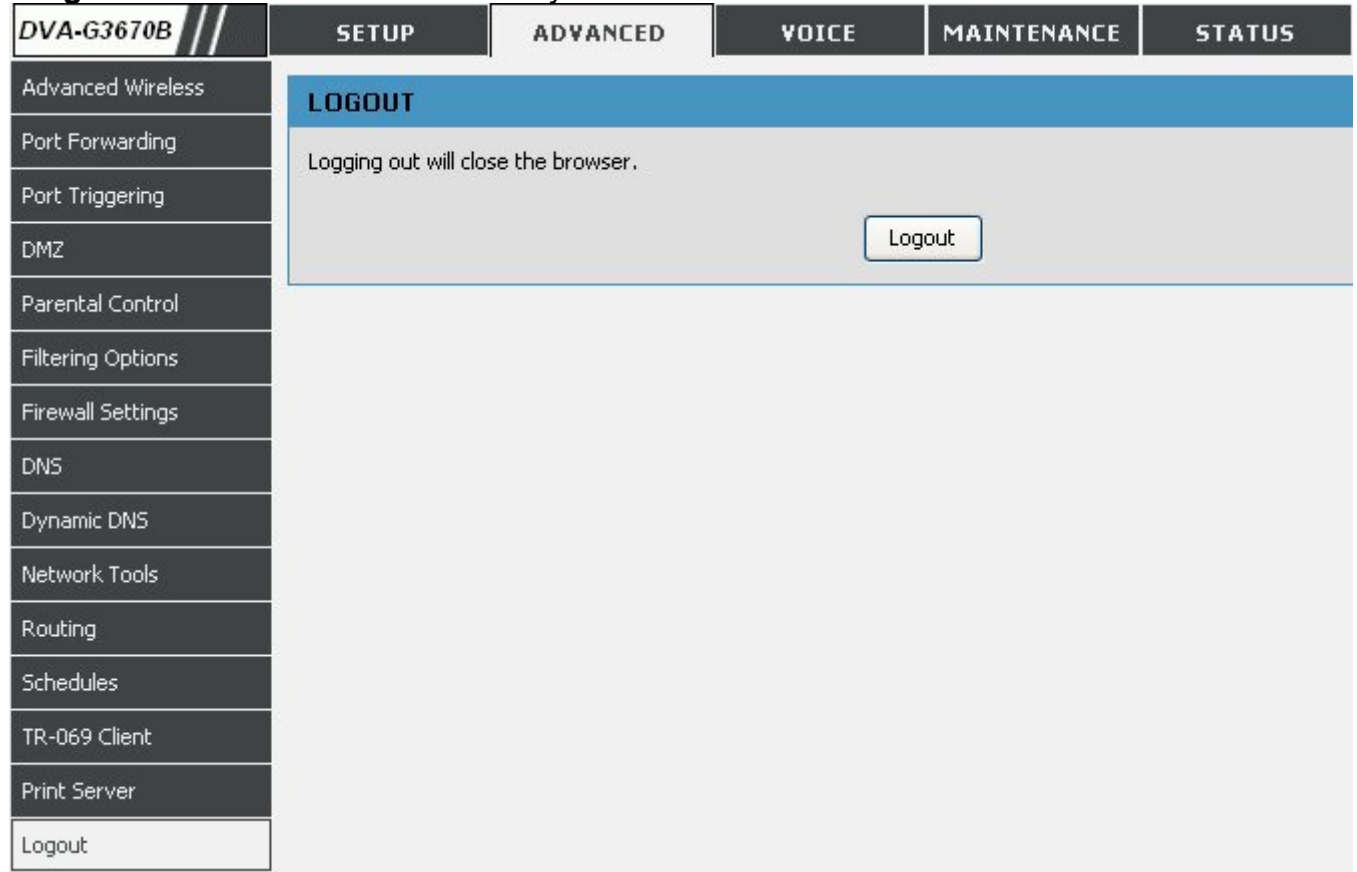 DVA-G3670B
SETUP
ADVANCED
VOICE
MAINTENANCE
STATUS
Advanced Wireless
Port Forwarding
Port Triggering
DMZ
Parental Control
Filtering Options
Firewall Settings
DNS
Dynamic DNS
Network Tools
Routing
Schedules
TR-069 Client
Print Server
Logout
LOGOUT
Logging out will close the browser.
Logout